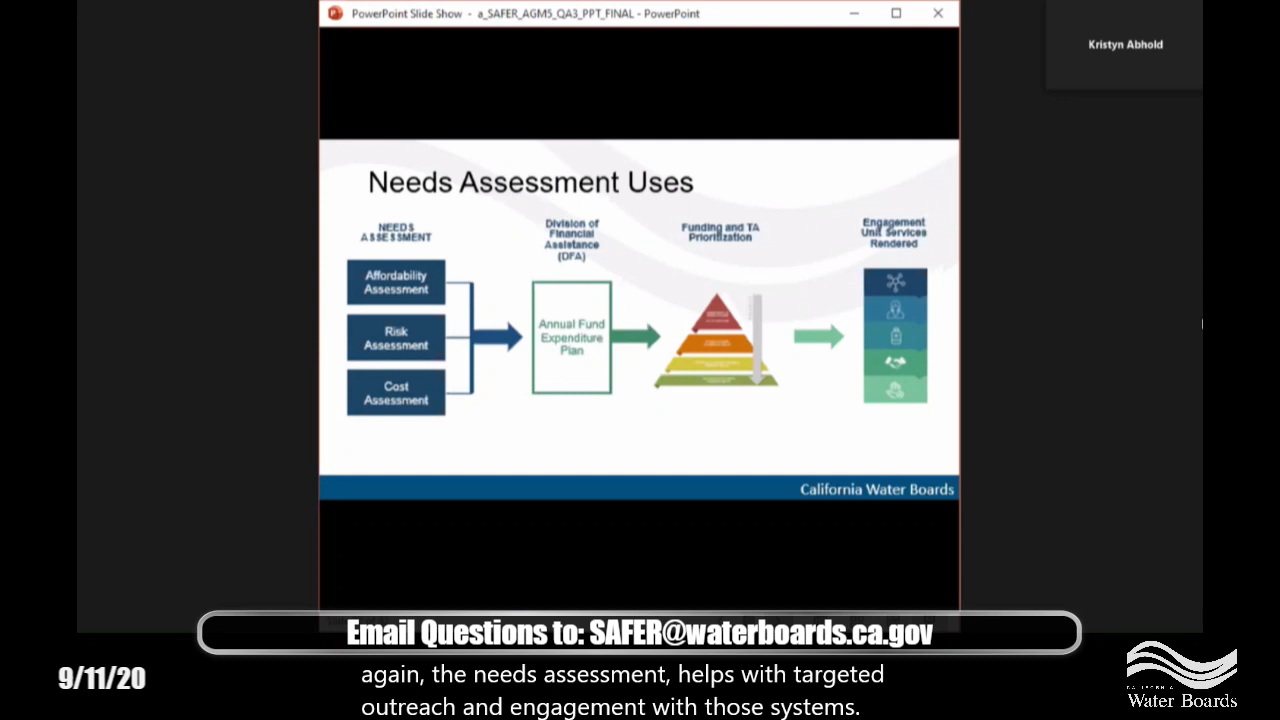 PowerPoint Slide Show - a_SAFER_AGM5_QA3_PPT_FINAL - PowerPoint
Kristyn Abhold
Needs Assessment Uses
NEEDS
ASSESSMENT
Affordability
Assessment
Risk
Assessment
Cost
Assessment
Division of
Financial
Assistance
(DFA)
Annual Fund
Expenditure
Plan
Funding and TA
Prioritization
Engagement
Unit Services
Rendered
California Water Boards
Email Questions to: SAFER@waterboards.ca.gov
9/11/20
again, the needs assessment, helps with targeted
outreach and engagement with those systems.
CALIFORNIA
Water Boards